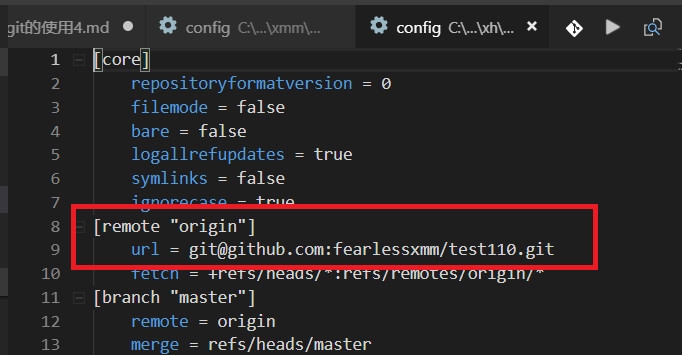 git的使用4.md ● config C:\...\xmm\... config C:\...\xh\... ×
1 [core]
2 repositoryformatversion = 0
3 filemode = false
4 bare = false
5 logallrefupdates = true
6 symlinks = false
7 ignorecase = true
8 [remote "origin"]
9 url = git@github.com:fearlessxmm/test110.git
10 fetch = +refs/heads/*:refs/remotes/origin/*
11 [branch "master"]
12 remote = origin
13 merge = refs/heads/master